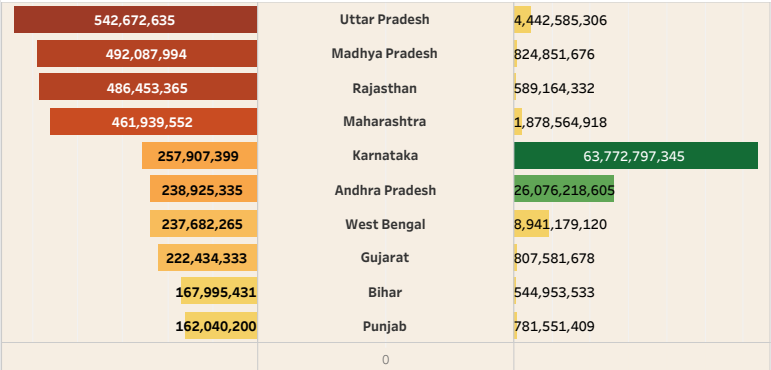 542,672,635 Uttar Pradesh 4,442,585,306
492,087,994 Madhya Pradesh 824,851,676
486,453,365 Rajasthan 589,164,332
461,939,552 Maharashtra 1,878,564,918
257,907,399 Karnataka 63,772,797,345
238,925,335 Andhra Pradesh 26,076,218,605
237,682,265 West Bengal 8,941,179,120
222,434,333 Gujarat 807,581,678
167,995,431 Bihar 544,953,533
162,040,200 Punjab 781,551,409
0